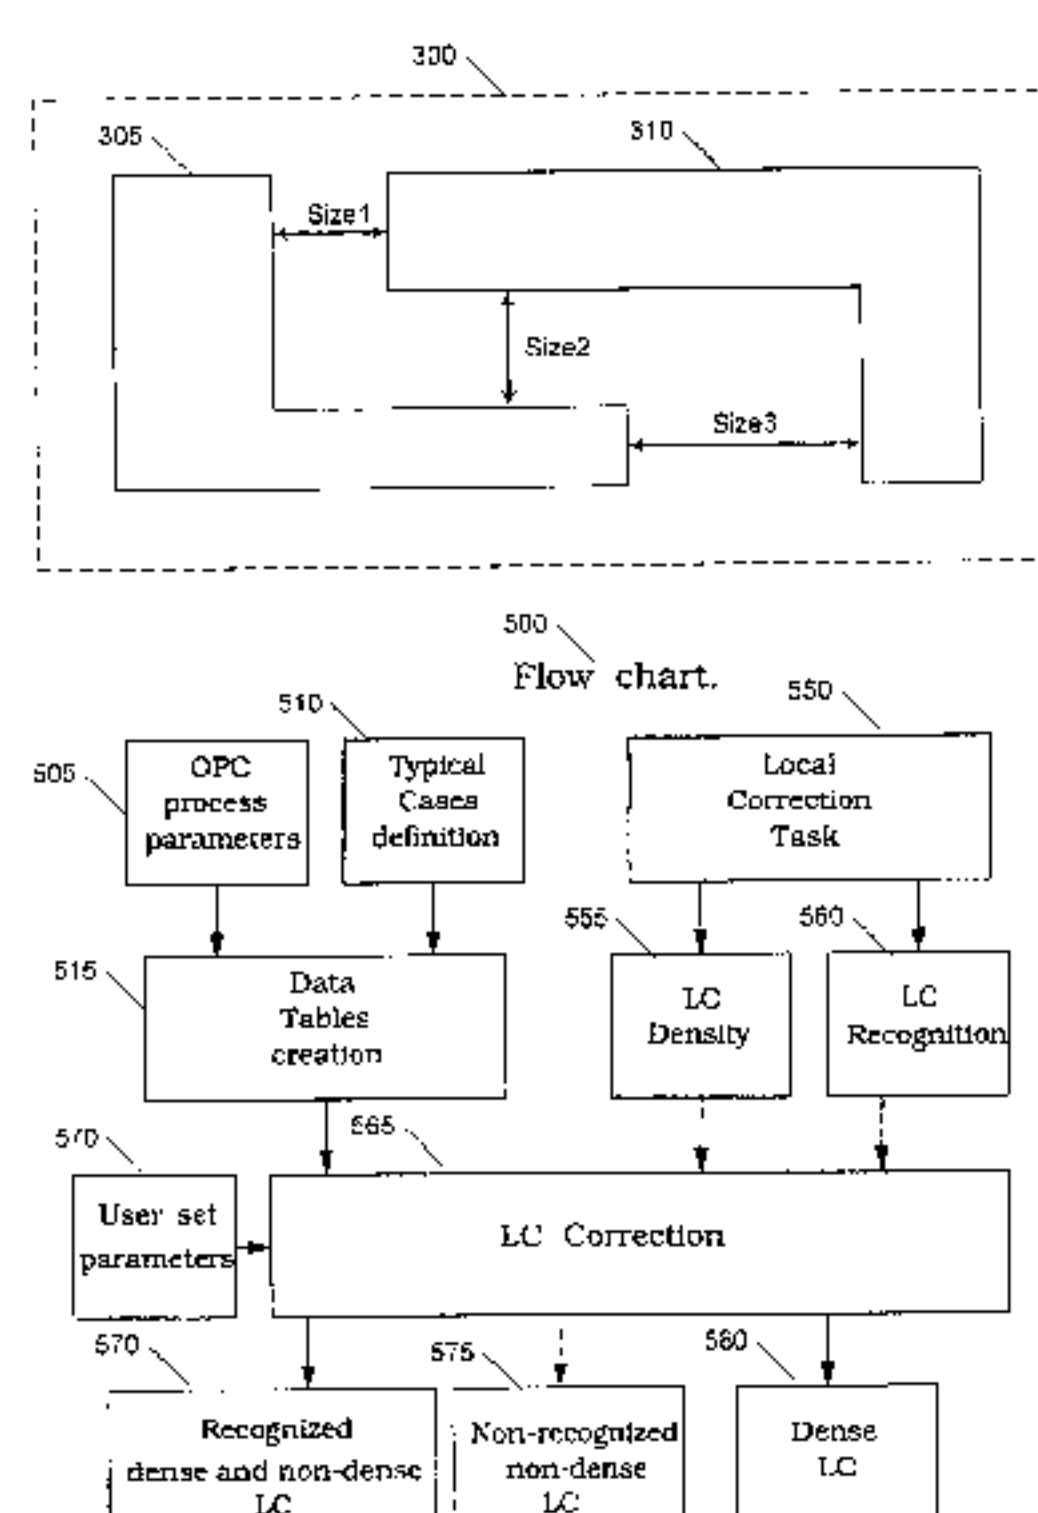 300
305
310
Size1
Size2
Size3
500
Flow chart.
510
550
505
OPC
process
parameters
Typical
Cases
definition
Local
Correction
Task
555
560
515
Data
Tables
creation
LC
Density
LC
Recognition
565
570
User set
parameters
LC Correction
570
575
580
Recognized
dense and non-dense
LC
Non-recognized
non-dense
LC
Dense
LC